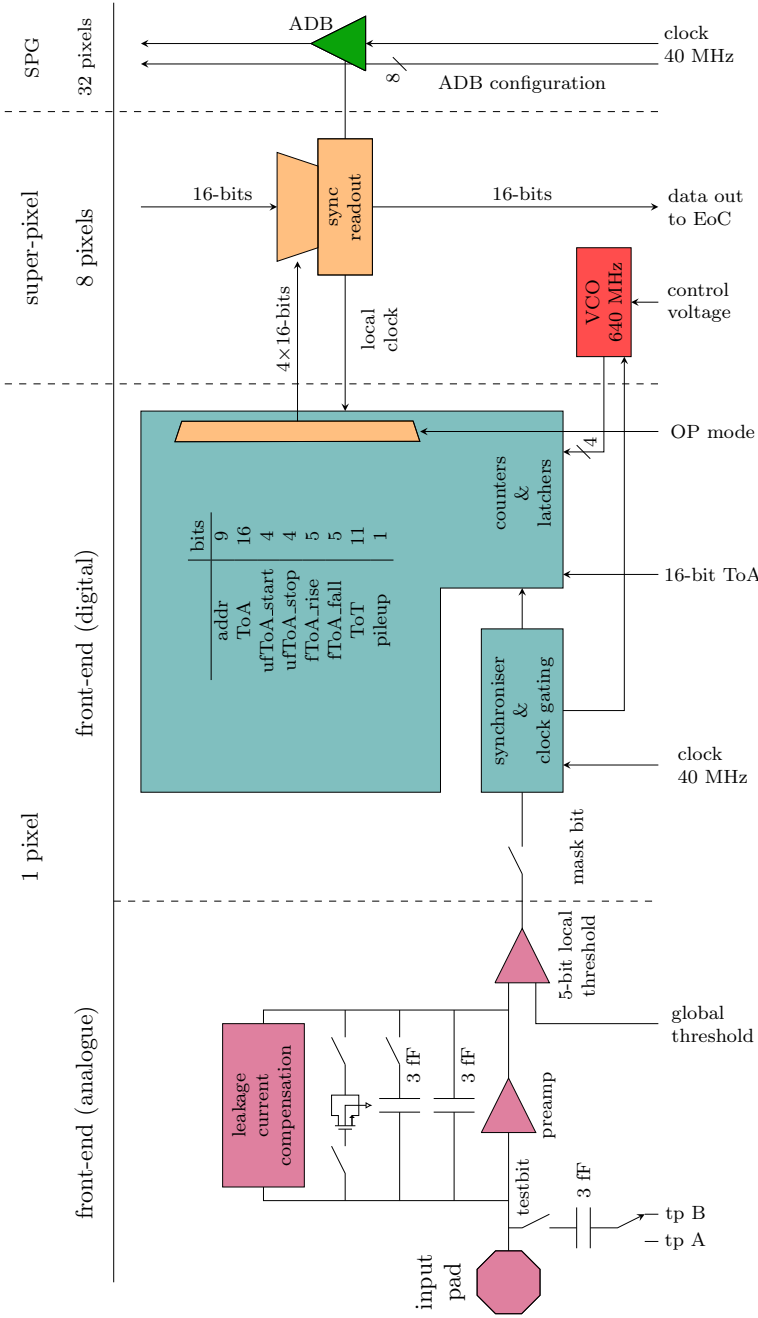 SPG
32 pixels
super-pixel
8 pixels
front-end (digital)
1 pixel
front-end (analogue)
ADB
clock
40 MHz
8
ADB configuration
16-bits
sync
readout
16-bits
data out
to EoC
4×16-bits
local
clock
VCO
640 MHz
control
voltage
OP mode
4
counters
&
latchers
16-bit ToA
bits
addr 9
ToA 16
ufToA_start 4
ufToA_stop 4
fToA_rise 5
fToA_fall 5
ToT 11
pileup 1
synchroniser
&
clock gating
clock
40 MHz
mask bit
5-bit local
threshold
global
threshold
leakage
current
compensation
3 fF
3 fF
preamp
testbit
3 fF
tp B
tp A
input
pad